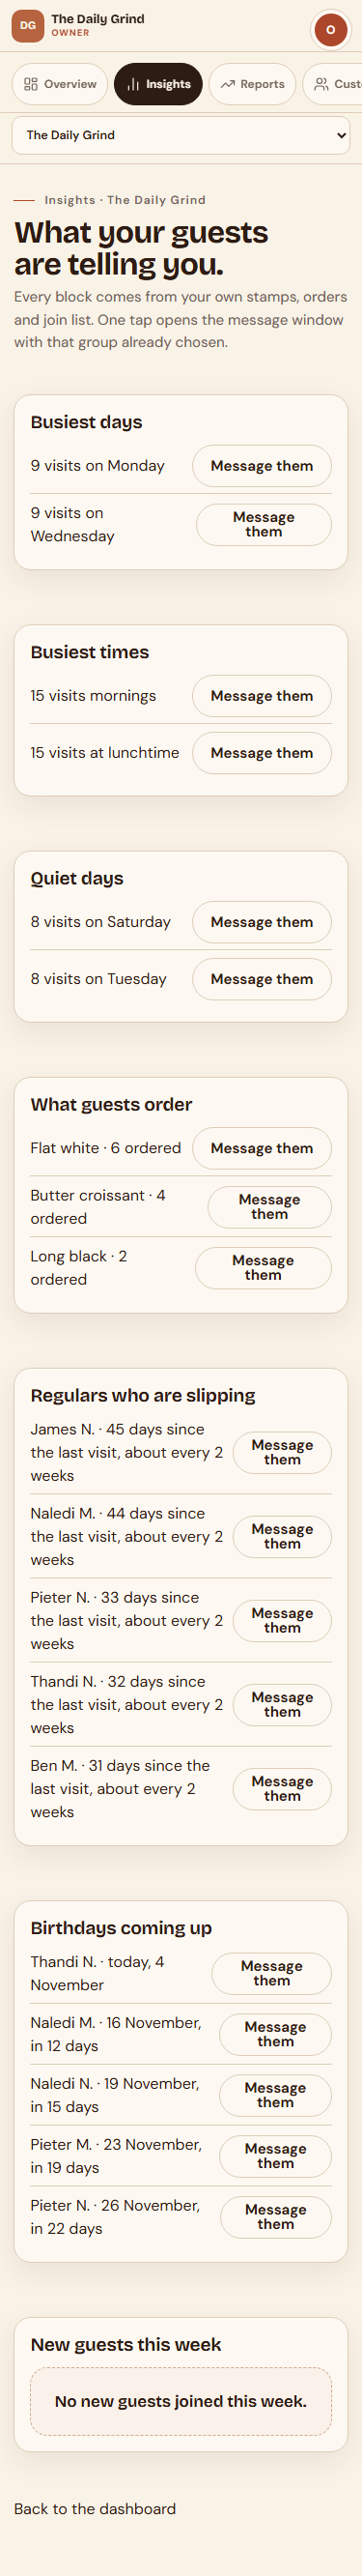 DG
The Daily Grind
OWNER
O
Overview
Insights
Reports
Cust
The Daily Grind
Insights · The Daily Grind
What your guests
are telling you.
Every block comes from your own stamps, orders
and join list. One tap opens the message window
with that group already chosen.
Busiest days
9 visits on Monday
Message them
9 visits on
Wednesday
Message
them
Busiest times
15 visits mornings
Message them
15 visits at lunchtime
Message them
Quiet days
8 visits on Saturday
Message them
8 visits on Tuesday
Message them
What guests order
Flat white · 6 ordered
Message them
Butter croissant · 4
ordered
Message
them
Long black · 2
ordered
Message
them
Regulars who are slipping
James N. · 45 days since
the last visit, about every 2
weeks
Message
them
Naledi M. · 44 days since
the last visit, about every 2
weeks
Message
them
Pieter N. · 33 days since
the last visit, about every 2
weeks
Message
them
Thandi N. · 32 days since
the last visit, about every 2
weeks
Message
them
Ben M. · 31 days since the
last visit, about every 2
weeks
Message
them
Birthdays coming up
Thandi N. · today, 4
November
Message
them
Naledi M. · 16 November,
in 12 days
Message
them
Naledi N. · 19 November,
in 15 days
Message
them
Pieter M. · 23 November,
in 19 days
Message
them
Pieter N. · 26 November,
in 22 days
Message
them
New guests this week
No new guests joined this week.
Back to the dashboard